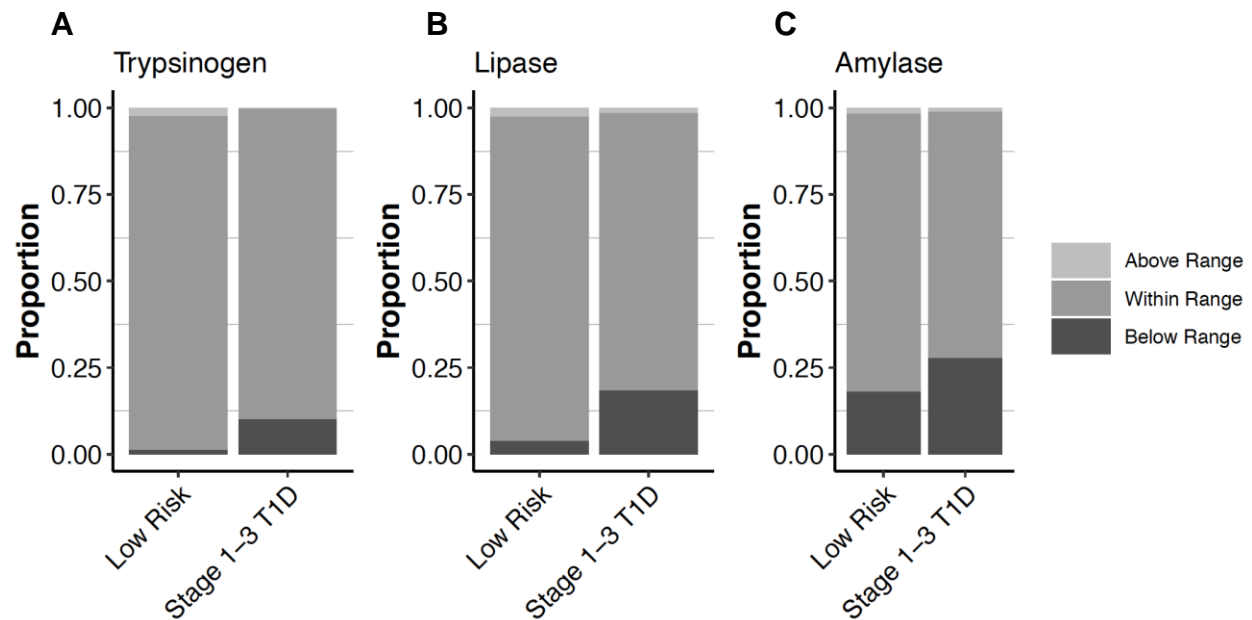 A
B
C
Trypsinogen
Lipase
Amylase
Proportion
1.00
0.75
0.50
0.25
0.00
Low Risk
Stage 1–3 T1D
Proportion
1.00
0.75
0.50
0.25
0.00
Low Risk
Stage 1–3 T1D
Proportion
1.00
0.75
0.50
0.25
0.00
Low Risk
Stage 1–3 T1D
Above Range
Within Range
Below Range